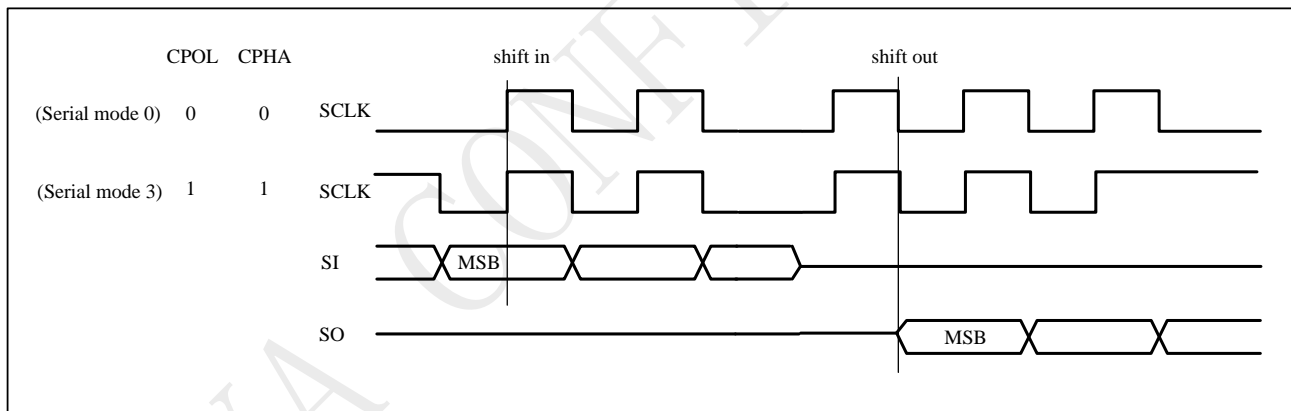 CPOL CPHA shift in shift out
(Serial mode 0) 0 0 SCLK
(Serial mode 3) 1 1 SCLK
SI MSB
SO MSB